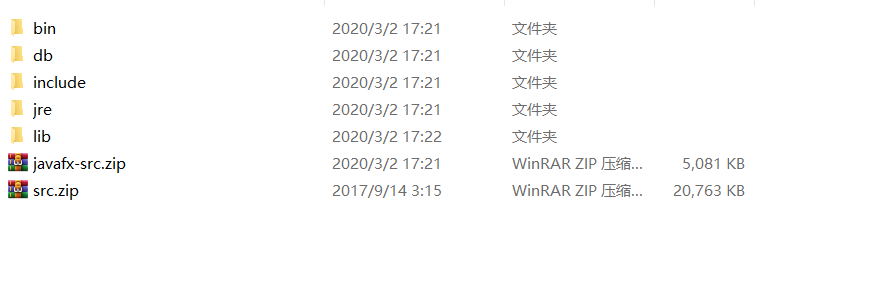 bin 2020/3/2 17:21 文件夹
db 2020/3/2 17:21 文件夹
include 2020/3/2 17:21 文件夹
jre 2020/3/2 17:21 文件夹
lib 2020/3/2 17:22 文件夹
javafx-src.zip 2020/3/2 17:21 WinRAR ZIP 压缩... 5,081 KB
src.zip 2017/9/14 3:15 WinRAR ZIP 压缩... 20,763 KB